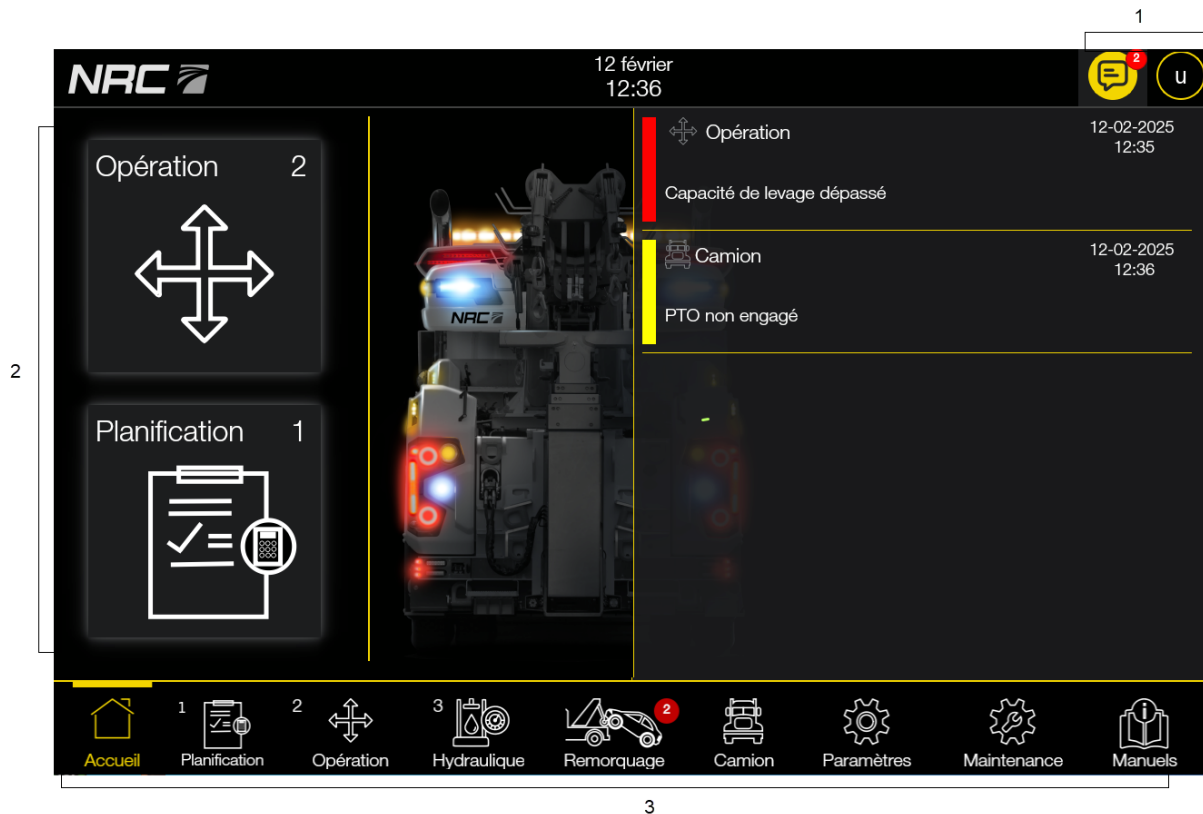 1
NRC
12 février
12:36
2
u
2
Opération 2
Planification 1
NRC
Opération
12-02-2025
12:35
Capacité de levage dépassé
Camion
12-02-2025
12:36
PTO non engagé
Accueil
1
Planification
2
Opération
3
Hydraulique
2
Remorquage
Camion
Paramètres
Maintenance
i
Manuels
3